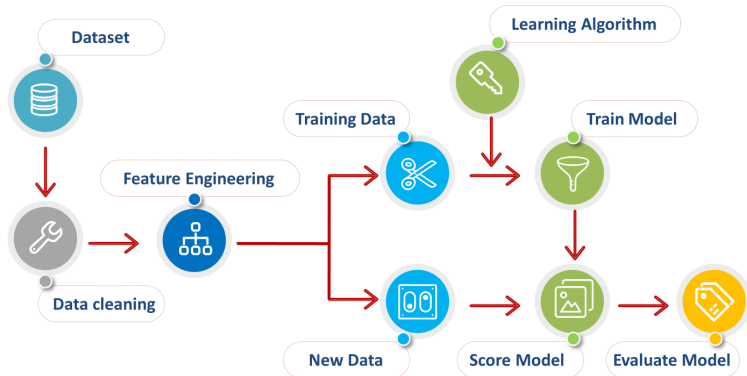 Dataset
Learning Algorithm
Training Data
Train Model
Feature Engineering
Data cleaning
New Data
Score Model
Evaluate Model